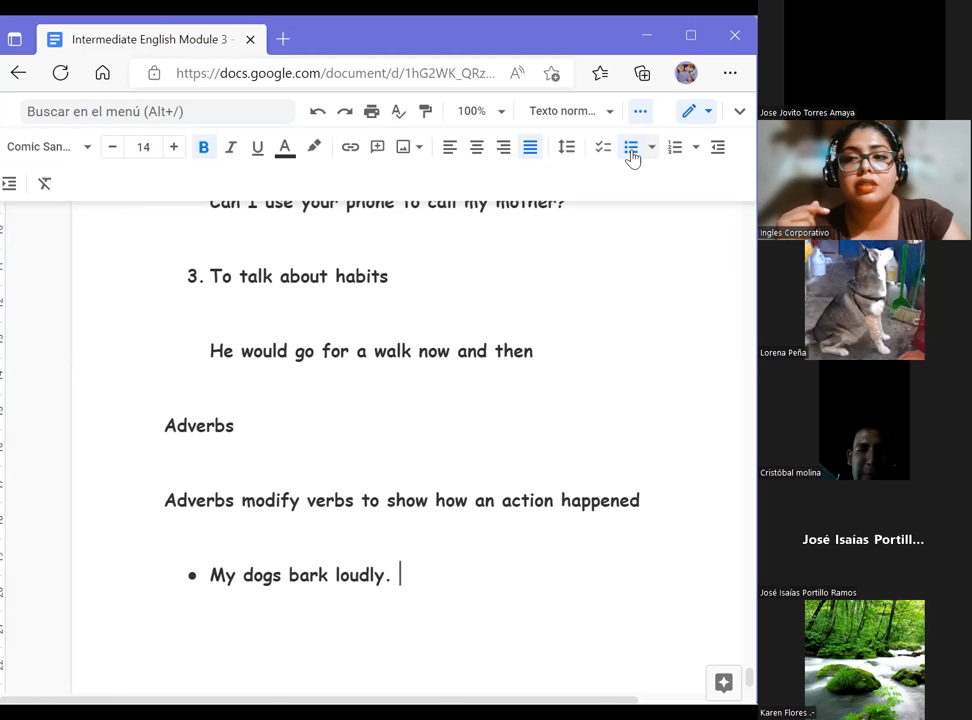 Intermediate English Module 3 -
https://docs.google.com/document/d/1hG2WK_QRz...
Buscar en el menú (Alt+/)
100%
Texto norm...
Comic San...
14
Can I use your phone to call my mother?
3. To talk about habits
He would go for a walk now and then
Adverbs
Adverbs modify verbs to show how an action happened
• My dogs bark loudly.
Jose Jovito Torres Amaya
Ingles Corporativo
Lorena Peña
Cristóbal molina
José Isaías Portill...
José Isaías Portillo Ramos
Karen Flores .-